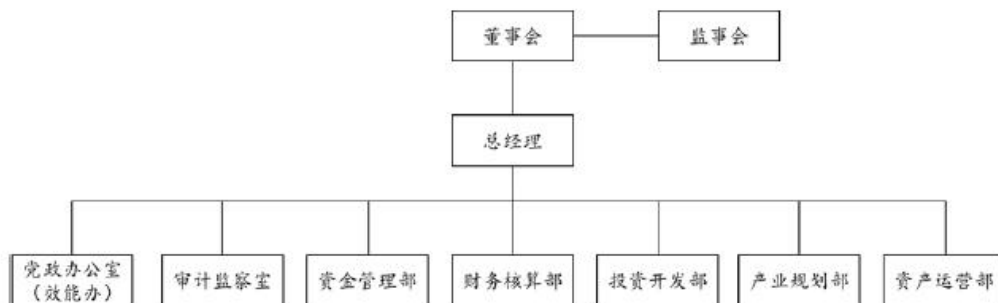 董事会
监事会
总经理
党政办公室
（效能办）
审计监察室
资金管理部
财务核算部
投资开发部
产业规划部
资产运营部